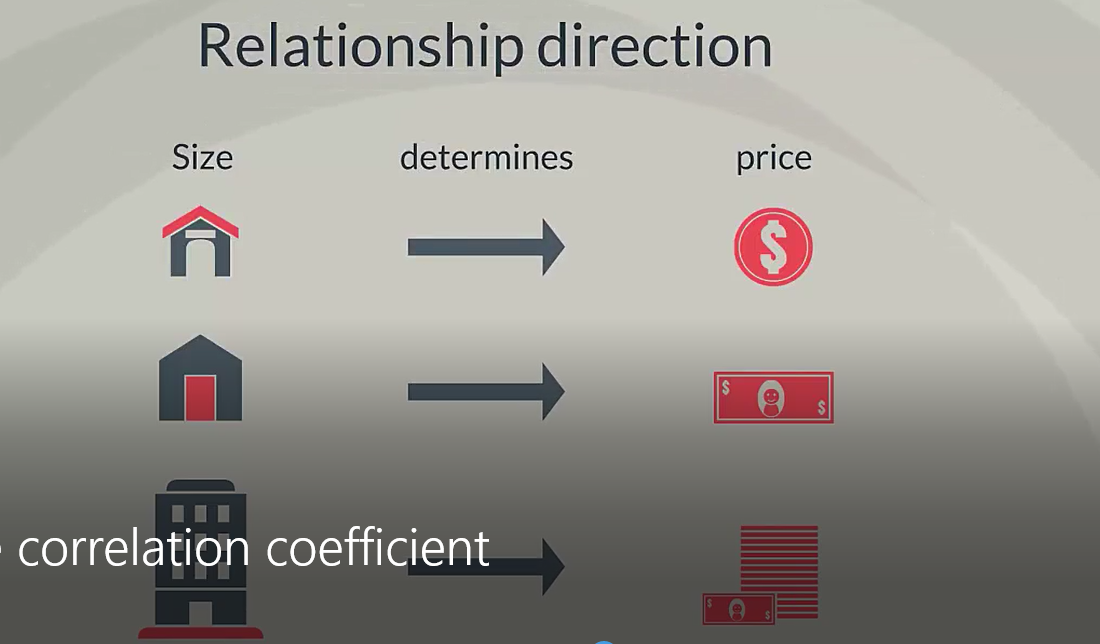 Relationship direction
Size determines price
$
$
$
correlation coefficient
$
$